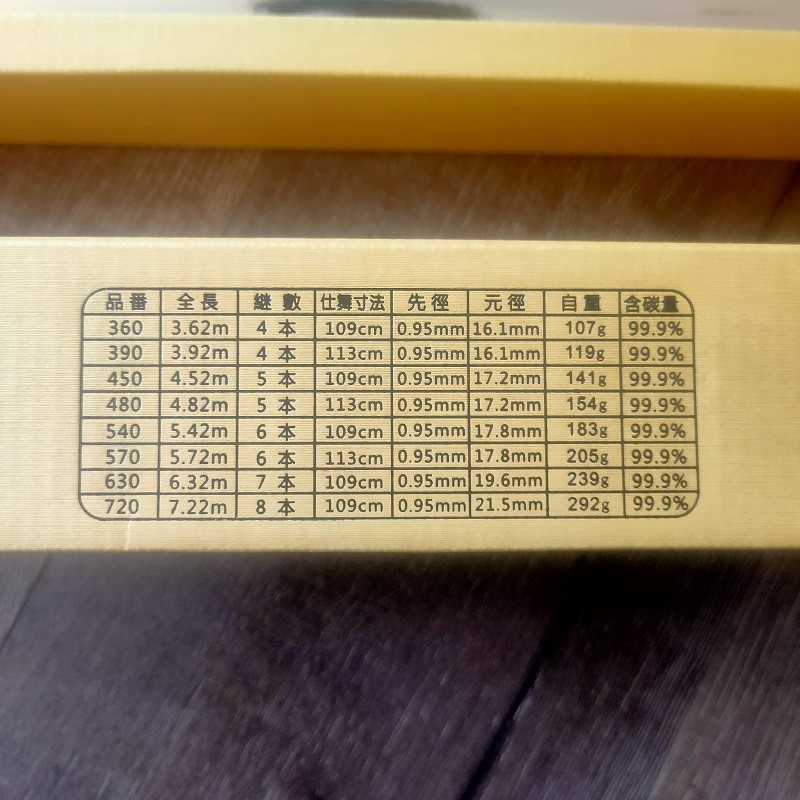 品番 全長 継數 仕舞寸法 先徑 元徑 自重 含碳量
360 3.62m 4本 109cm 0.95mm 16.1mm 107g 99.9%
390 3.92m 4本 113cm 0.95mm 16.1mm 119g 99.9%
450 4.52m 5本 109cm 0.95mm 17.2mm 141g 99.9%
480 4.82m 5本 113cm 0.95mm 17.2mm 154g 99.9%
540 5.42m 6本 109cm 0.95mm 17.8mm 183g 99.9%
570 5.72m 6本 113cm 0.95mm 17.8mm 205g 99.9%
630 6.32m 7本 109cm 0.95mm 19.6mm 239g 99.9%
720 7.22m 8本 109cm 0.95mm 21.5mm 292g 99.9%